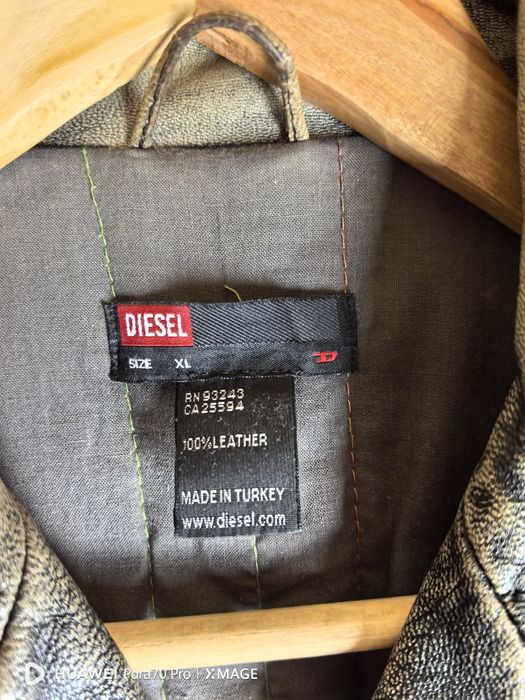 DIESEL
SIZE XL
RN 93243
CA 25594
100% LEATHER
MADE IN TURKEY
www.diesel.com
HUAWEI Pura70 Pro | XMAGE